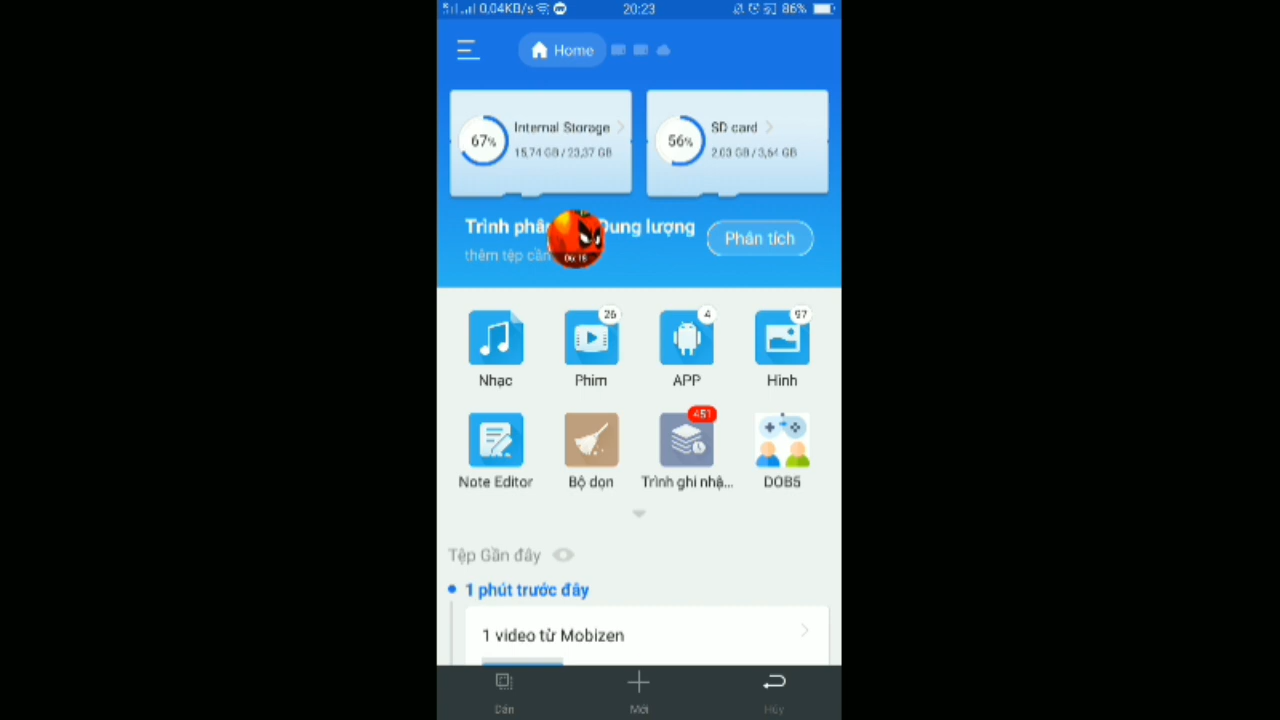 0,04KB/s 20:23 86%
Home
67% Internal Storage
15,74 GB / 23,37 GB
56% SD card
2,03 GB / 3,64 GB
Trình phâ Dung lượng
thêm tệp cần
Phân tích
26 4 97
Nhạc Phim APP Hình
451
Note Editor Bộ dọn Trình ghi nhậ... DOB5
Tệp Gần đây
1 phút trước đây
1 video từ Mobizen
Dán Mới Hủy